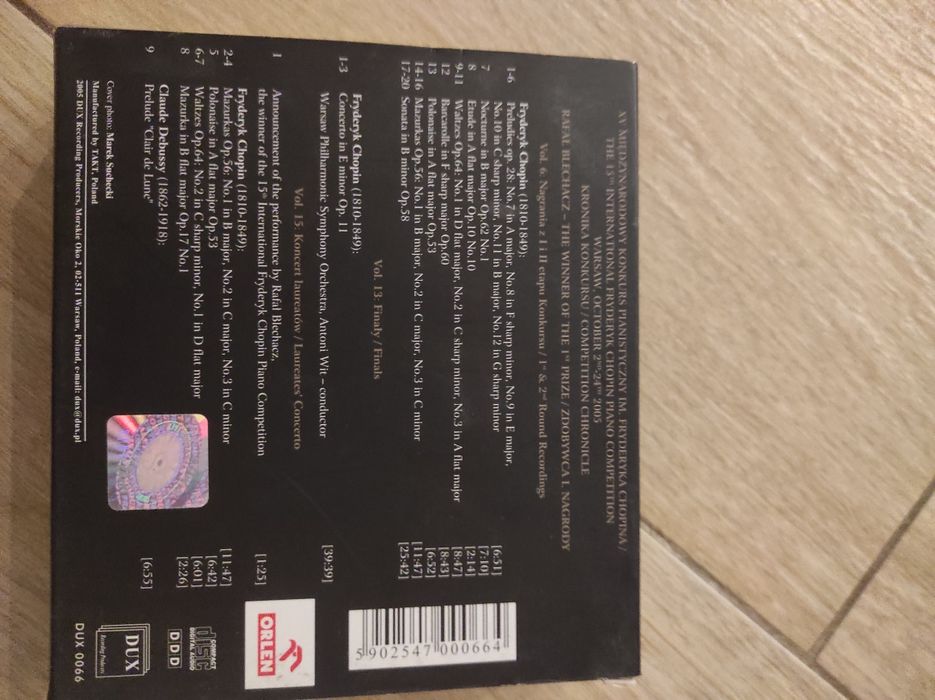 XV MIĘDZYNARODOWY KONKURS PIANISTYCZNY IM. FRYDERYKA CHOPINA/
THE 15TH INTERNATIONAL FRYDERYK CHOPIN PIANO COMPETITION
WARSAW, OCTOBER 2ND-24TH 2005
KRONIKA KONKURSU / COMPETITION CHRONICLE
RAFAŁ BLECHACZ – THE WINNER OF THE 1ST PRIZE / ZDOBYWCA I. NAGRODY
Vol. 6: Nagrania z I i II etapu Konkursu / 1st & 2nd Round Recordings
Fryderyk Chopin (1810-1849):
1-6 Preludes op. 28: No.7 in A major, No.8 in F sharp minor, No.9 in E major,
No.10 in C sharp minor, No.11 in B major, No.12 in G sharp minor [6:51]
7 Nocturne in B major Op.62 No.1 [7:10]
8 Etude in A flat major Op.10 No.10 [2:14]
9-11 Waltzes Op.64: No.1 in D flat major, No.2 in C sharp minor, No.3 in A flat major [8:47]
12 Barcarolle in F sharp major Op.60 [8:43]
13 Polonaise in A flat major Op.53 [6:52]
14-16 Mazurkas Op.56: No.1 in B major, No.2 in C major, No.3 in C minor [11:47]
17-20 Sonata in B minor Op.58 [25:42]
Vol. 13: Finały / Finals
Fryderyk Chopin (1810-1849):
1-3 Concerto in E minor Op. 11
Warsaw Philharmonic Symphony Orchestra, Antoni Wit – conductor [39:39]
Vol. 15: Koncert laureatów / Laureates' Concerto
1 Announcement of the performance by Rafał Blechacz,
the winner of the 15th International Fryderyk Chopin Piano Competition [1:25]
Fryderyk Chopin (1810-1849):
2-4 Mazurkas Op.56: No.1 in B major, No.2 in C major, No.3 in C minor [11:47]
5 Polonaise in A flat major Op.53 [6:42]
6-7 Waltzes Op.64: No.2 in C sharp minor, No.1 in D flat major [6:01]
8 Mazurka in B flat major Op.17 No.1 [2:26]
Claude Debussy (1862-1918):
9 Prelude "Clair de Lune" [6:55]
Cover photo: Marek Suchecki
Manufactured by TAKT, Poland
2005 DUX Recording Producers, Morskie Oko 2, 02-511 Warsaw, Poland, e-mail: dux@dux.pl
5 902547 000664
ORLEN
COMPACT
DISC
DIGITAL AUDIO
DDD
DUX
Recording Producers
DUX 0066